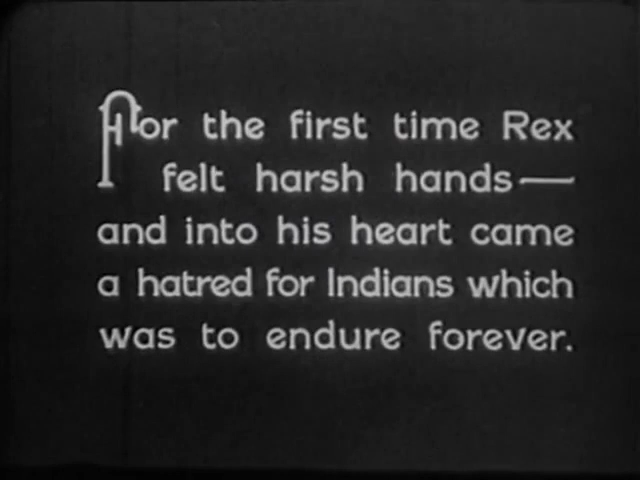 For the first time Rex
felt harsh hands—
and into his heart came
a hatred for Indians which
was to endure forever.